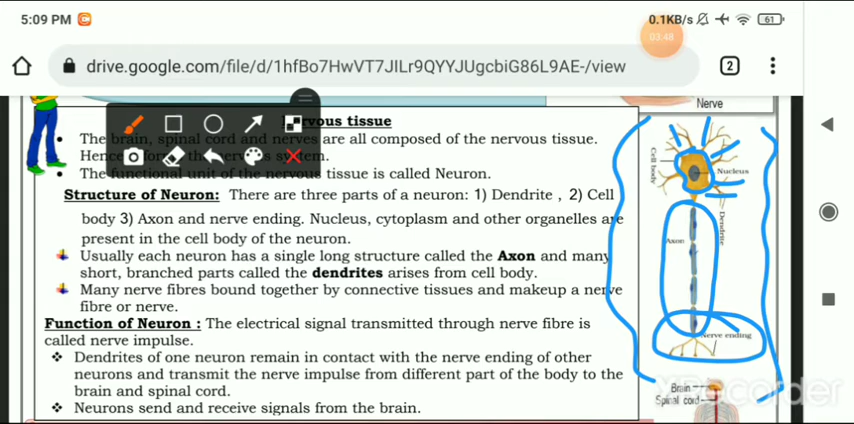 5:09 PM
0.1KB/s
61
03:48
drive.google.com/file/d/1hfBo7HwVT7JILr9QYYJUgcbiG86L9AE-/view
2
Nerve
Nervous tissue
The brain, spinal cord and nerves are all composed of the nervous tissue.
Hence form the nervous system.
The functional unit of the nervous tissue is called Neuron.
Structure of Neuron: There are three parts of a neuron: 1) Dendrite , 2) Cell
body 3) Axon and nerve ending. Nucleus, cytoplasm and other organelles are
present in the cell body of the neuron.
Usually each neuron has a single long structure called the Axon and many
short, branched parts called the dendrites arises from cell body.
Many nerve fibres bound together by connective tissues and makeup a nerve
fibre or nerve.
Function of Neuron : The electrical signal transmitted through nerve fibre is
called nerve impulse.
Dendrites of one neuron remain in contact with the nerve ending of other
neurons and transmit the nerve impulse from different part of the body to the
brain and spinal cord.
Neurons send and receive signals from the brain.
Cell body
Nucleus
Dendrite
Axon
Nerve ending
Brain
Spinal cord